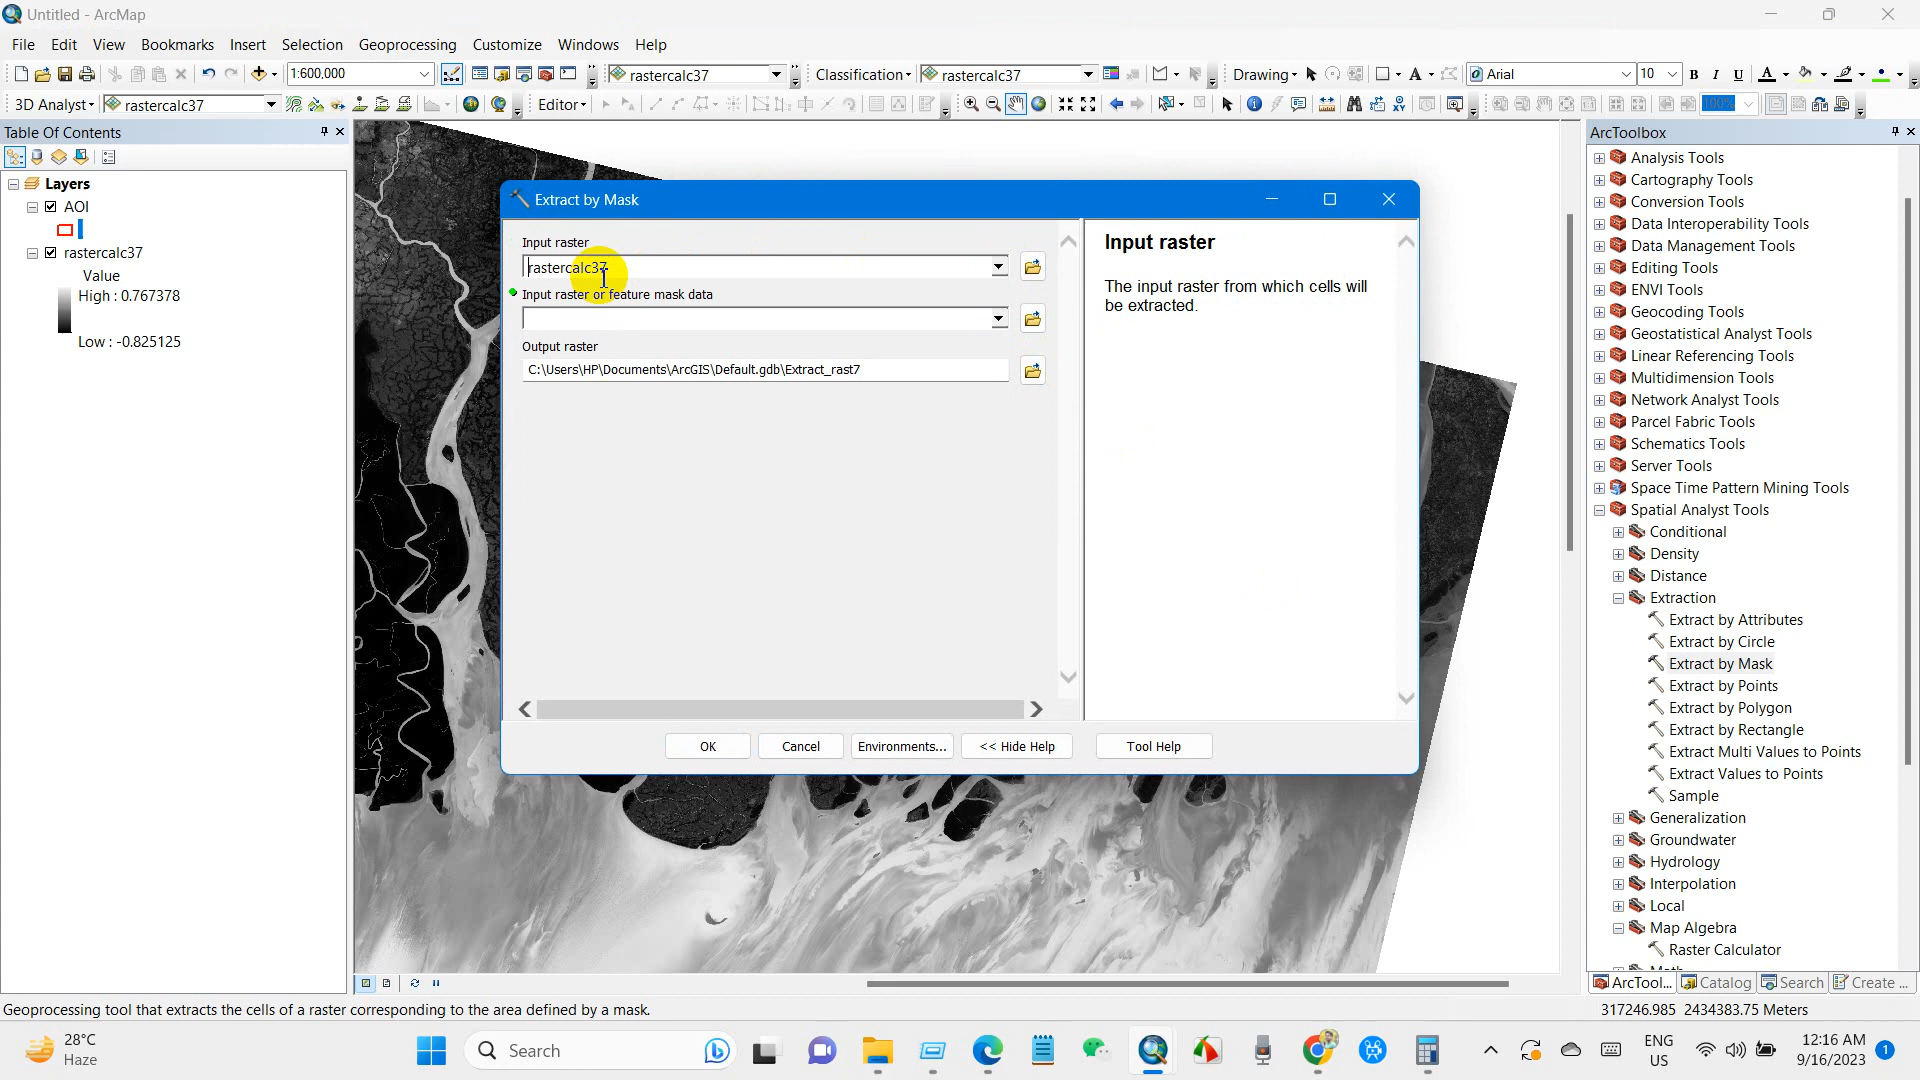 Untitled - ArcMap
File Edit View Bookmarks Insert Selection Geoprocessing Customize Windows Help
1:600,000 rastercalc37 Classification rastercalc37 Drawing A Arial 10 B I U A
3D Analyst rastercalc37 Editor 100%
Table Of Contents
ArcToolbox
Layers
AOI
rastercalc37
Value
High : 0.767378
Low : -0.825125
Extract by Mask
Input raster
rastercalc37
Input raster or feature mask data
Output raster
C:\Users\HP\Documents\ArcGIS\Default.gdb\Extract_rast7
Input raster
The input raster from which cells will
be extracted.
OK Cancel Environments... << Hide Help Tool Help
Analysis Tools
Cartography Tools
Conversion Tools
Data Interoperability Tools
Data Management Tools
Editing Tools
ENVI Tools
Geocoding Tools
Geostatistical Analyst Tools
Linear Referencing Tools
Multidimension Tools
Network Analyst Tools
Parcel Fabric Tools
Schematics Tools
Server Tools
Space Time Pattern Mining Tools
Spatial Analyst Tools
Conditional
Density
Distance
Extraction
Extract by Attributes
Extract by Circle
Extract by Mask
Extract by Points
Extract by Polygon
Extract by Rectangle
Extract Multi Values to Points
Extract Values to Points
Sample
Generalization
Groundwater
Hydrology
Interpolation
Local
Map Algebra
Raster Calculator
ArcTool... Catalog Search Create ...
Geoprocessing tool that extracts the cells of a raster corresponding to the area defined by a mask.
317246.985 2434383.75 Meters
28°C
Haze
Search
ENG
US
12:16 AM
9/16/2023
1